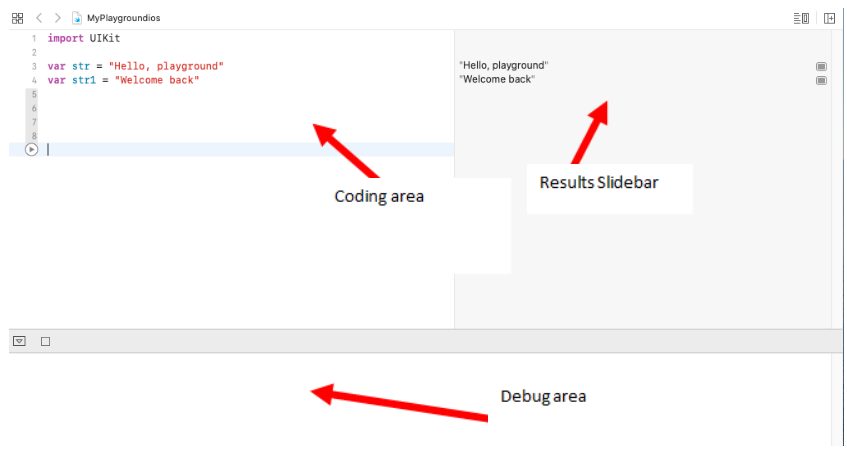 MyPlaygroundios
1 import UIKit
2
3 var str = "Hello, playground"
4 var str1 = "Welcome back"
5
6
7
8
"Hello, playground"
"Welcome back"
Coding area
Results Slidebar
Debug area